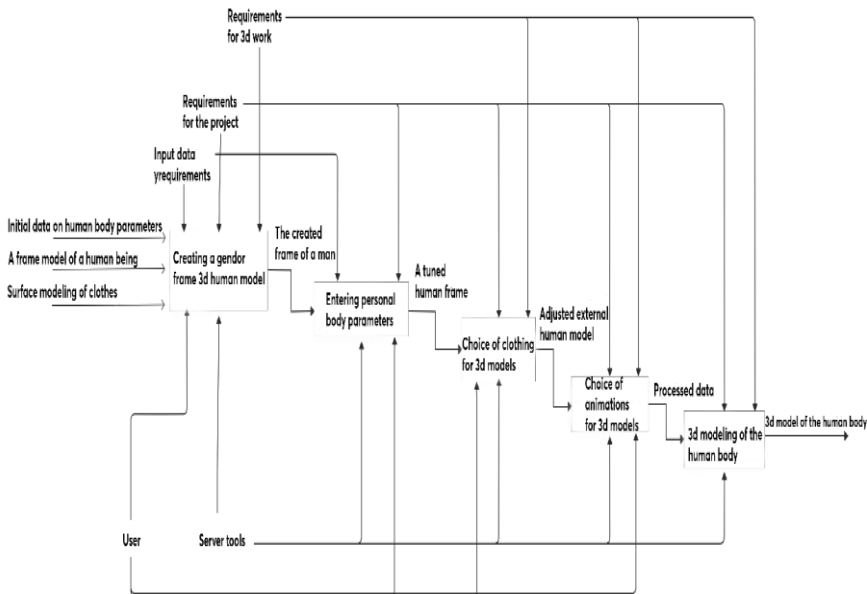 Requirements
for 3d work
Requirements
for the project
Input data
yrequirements
Initial data on human body parameters
A frame model of a human being
Surface modeling of clothes
Creating a gendor
frame 3d human model
The created
frame of a man
Entering personal
body parameters
A tuned
human frame
Choice of clothing
for 3d models
Adjusted external
human model
Choice of
animations
for 3d models
Processed data
3d modeling of the
human body
3d model of the human body
User
Server tools